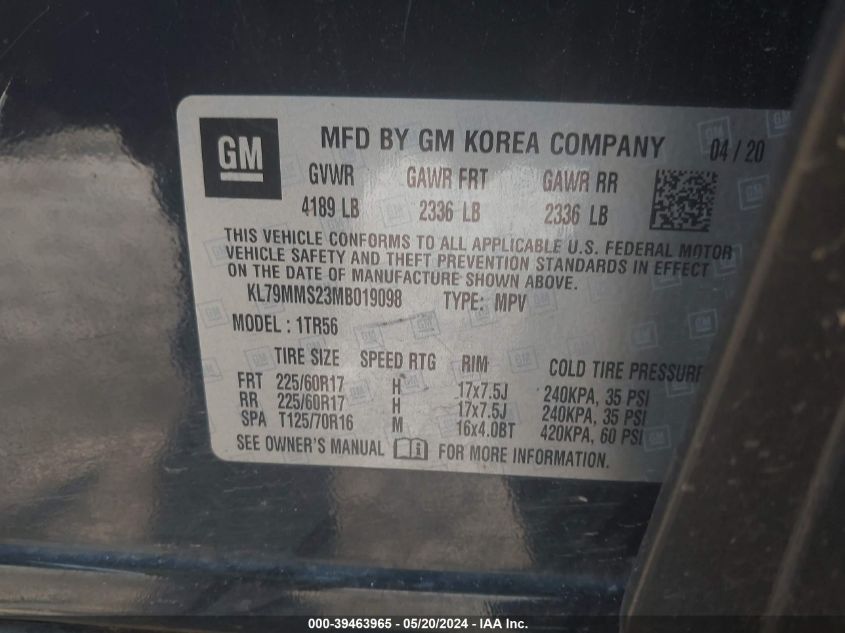 GM
MFD BY GM KOREA COMPANY 04/20
GVWR GAWR FRT GAWR RR
4189 LB 2336 LB 2336 LB
THIS VEHICLE CONFORMS TO ALL APPLICABLE U.S. FEDERAL MOTOR
VEHICLE SAFETY AND THEFT PREVENTION STANDARDS IN EFFECT
ON THE DATE OF MANUFACTURE SHOWN ABOVE.
KL79MMS23MB019098 TYPE: MPV
MODEL: 1TR56
TIRE SIZE SPEED RTG RIM COLD TIRE PRESSURE
FRT 225/60R17 H 17x7.5J 240KPA, 35 PSI
RR 225/60R17 H 17x7.5J 240KPA, 35 PSI
SPA T125/70R16 M 16x4.0BT 420KPA, 60 PSI
SEE OWNER'S MANUAL i FOR MORE INFORMATION.
000-39463965 - 05/20/2024 - IAA Inc.